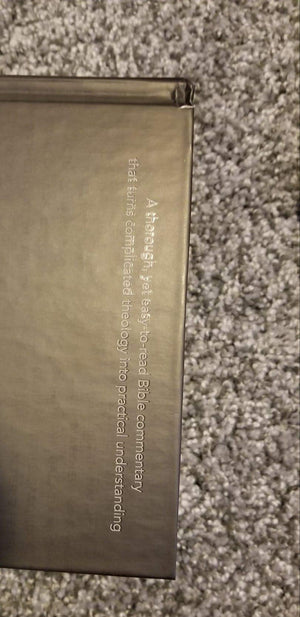 A thorough, yet easy-to-read Bible commentary
that turns complicated theology into practical understanding